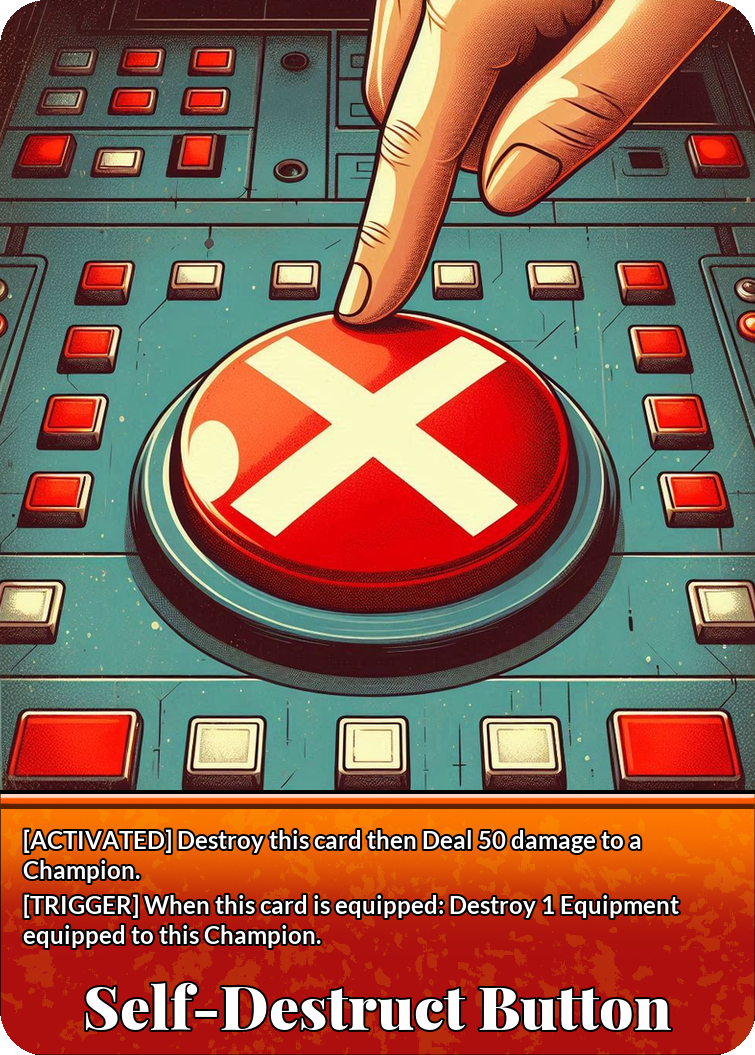 [ACTIVATED] Destroy this card then Deal 50 damage to a
Champion.
[TRIGGER] When this card is equipped: Destroy 1 Equipment
equipped to this Champion.
Self-Destruct Button